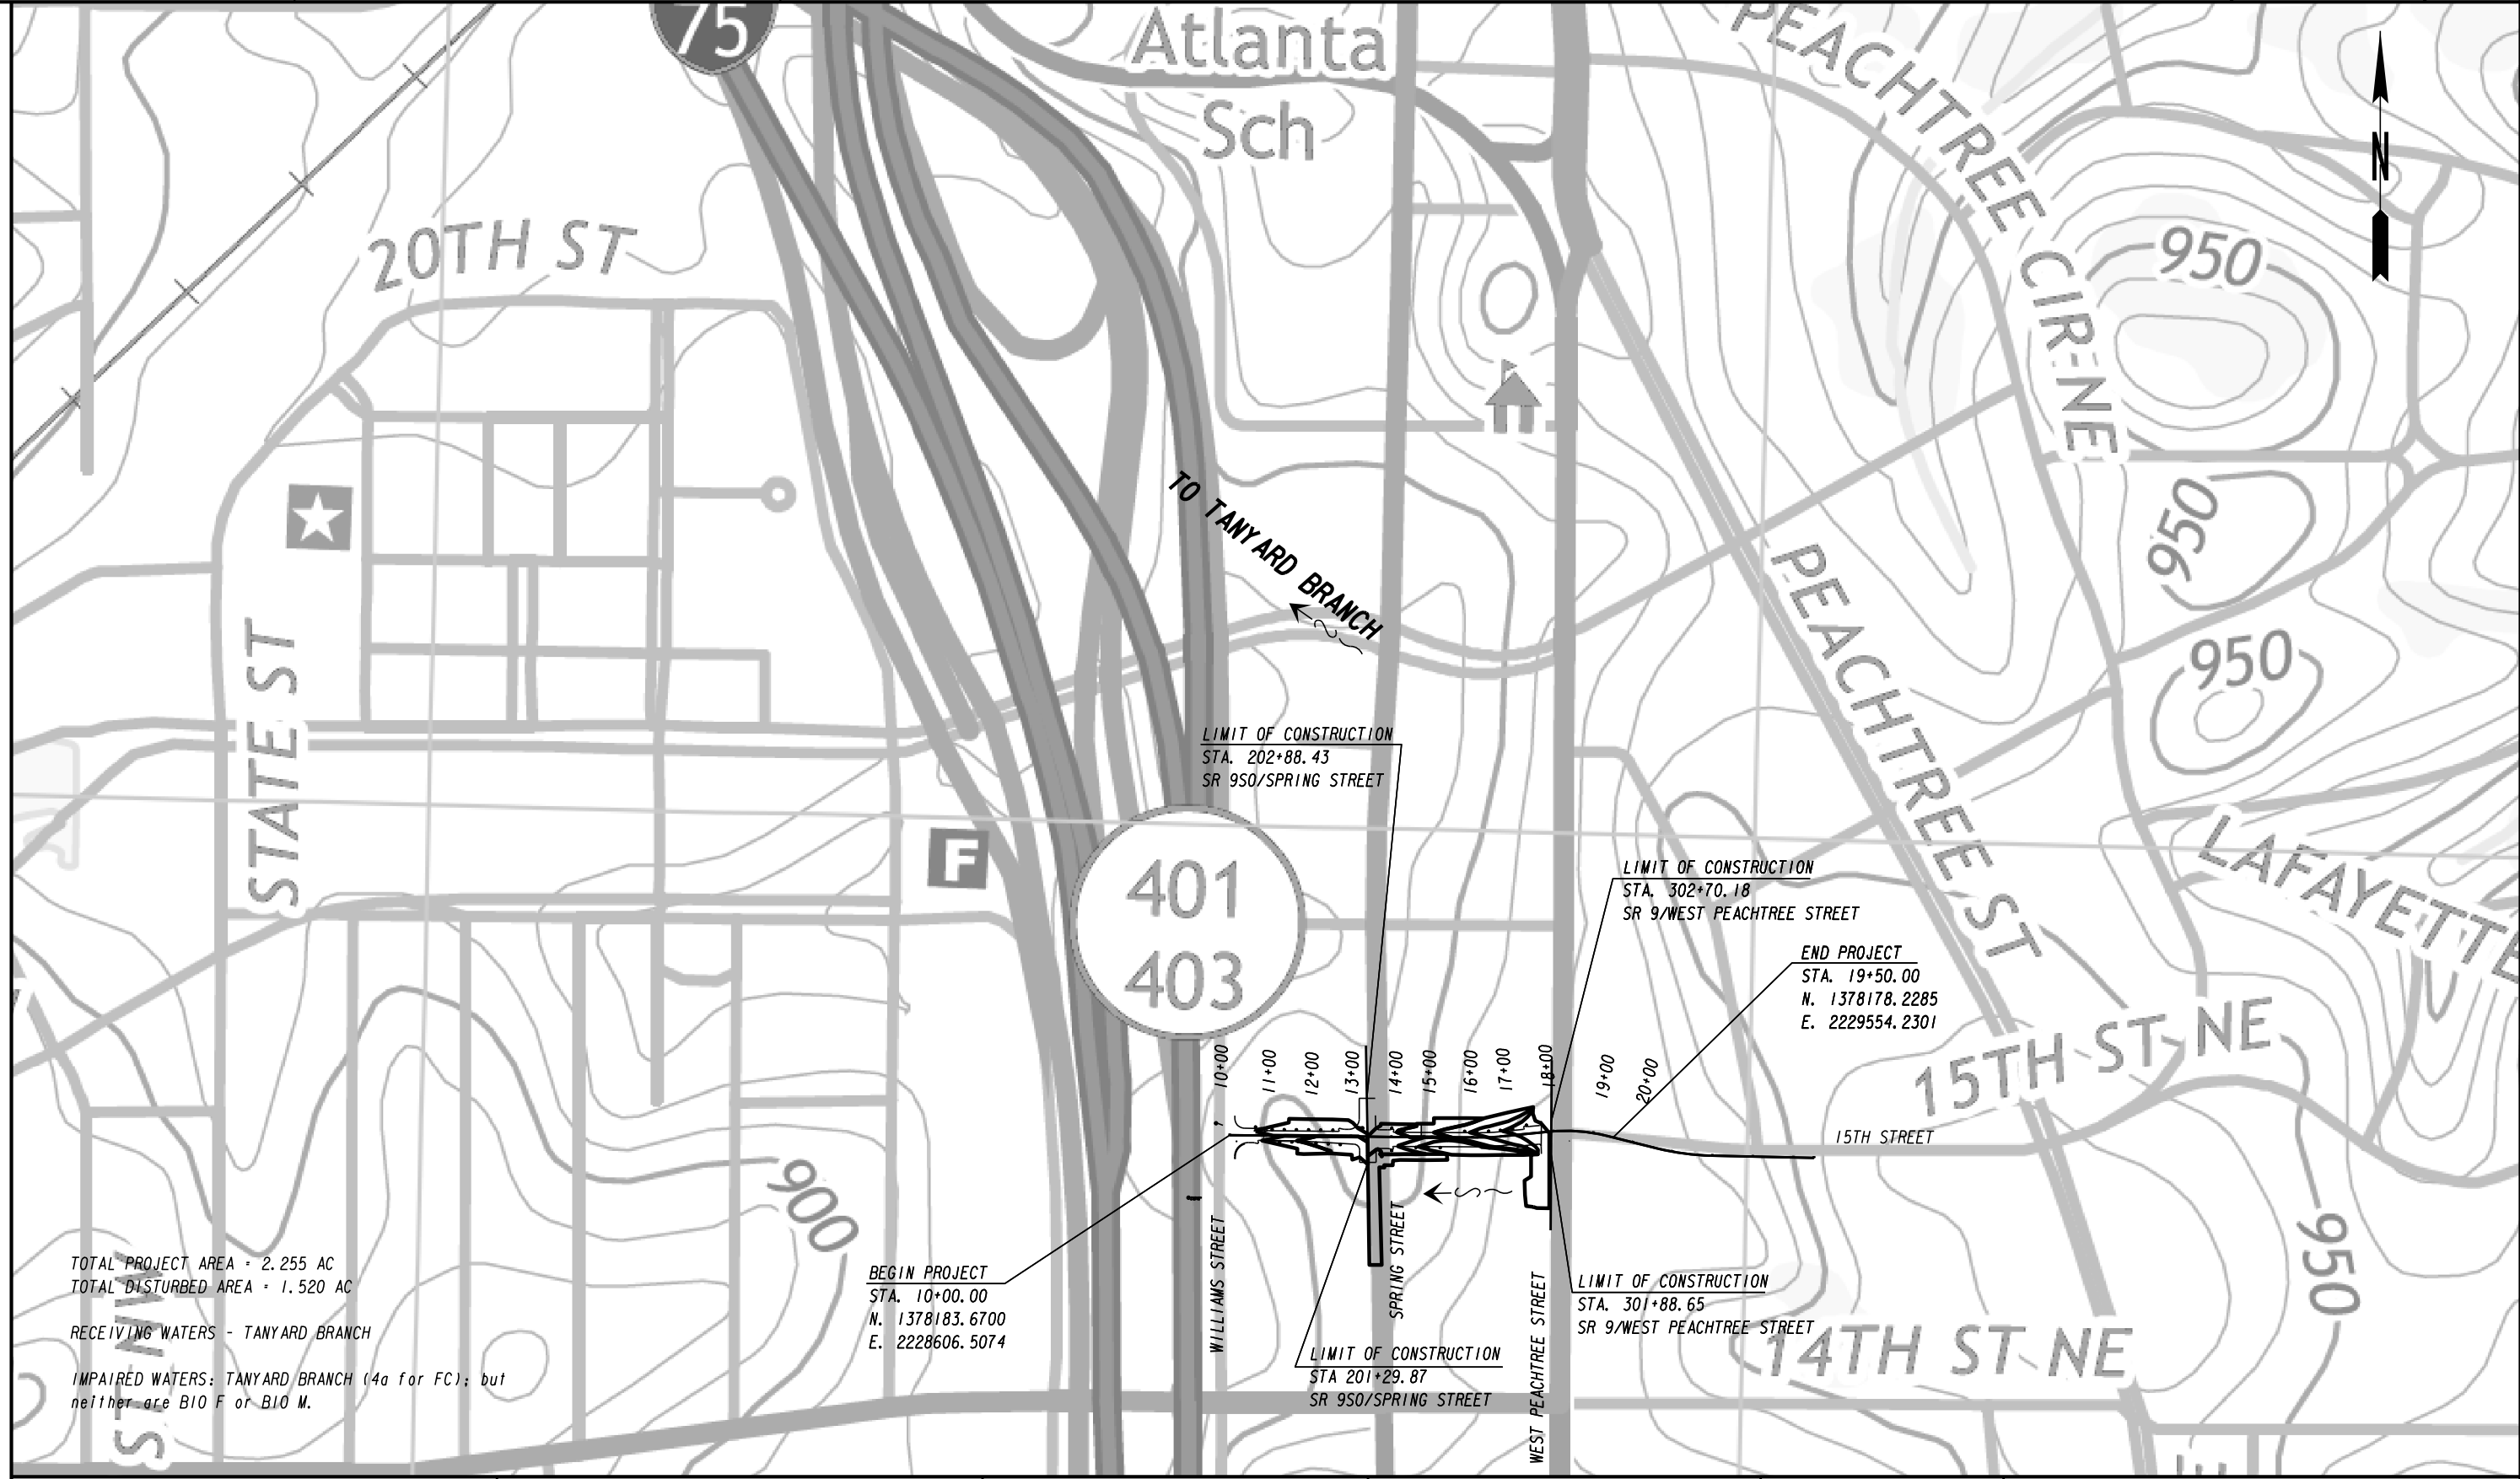 75
Atlanta
Sch
PEACHTREE CIR NE
N
20TH ST
950
950
950
TO TANYARD BRANCH
PEACHTREE ST
STATE ST
LIMIT OF CONSTRUCTION
STA. 202+88.43
SR 9SO/SPRING STREET
F
401
403
LIMIT OF CONSTRUCTION
STA. 302+70.18
SR 9/WEST PEACHTREE STREET
LAFAYETTE
END PROJECT
STA. 19+50.00
N. 1378178.2285
E. 2229554.2301
15TH ST NE
10+00
11+00
12+00
13+00
14+00
15+00
16+00
17+00
18+00
19+00
20+00
15TH STREET
900
950
WILLIAMS STREET
SPRING STREET
WEST PEACHTREE STREET
TOTAL PROJECT AREA = 2.255 AC
TOTAL DISTURBED AREA = 1.520 AC
RECEIVING WATERS - TANYARD BRANCH
IMPAIRED WATERS: TANYARD BRANCH (4a for FC); but
neither are BIO F or BIO M.
ST NW
BEGIN PROJECT
STA. 10+00.00
N. 1378183.6700
E. 2228606.5074
LIMIT OF CONSTRUCTION
STA 201+29.87
SR 9SO/SPRING STREET
LIMIT OF CONSTRUCTION
STA. 301+88.65
SR 9/WEST PEACHTREE STREET
14TH ST NE